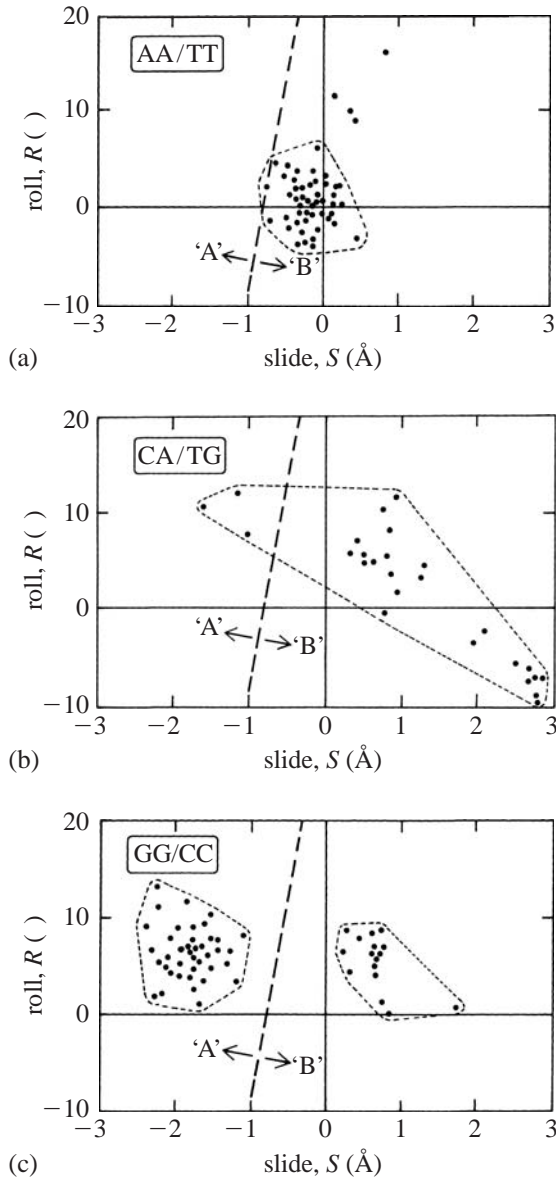 20
AA/TT
10
roll, R ( )
0
'A' 'B'
−10
−3 −2 −1 0 1 2 3
(a) slide, S (Å)
20
CA/TG
10
roll, R ( )
0
'A' 'B'
−10
−3 −2 −1 0 1 2 3
(b) slide, S (Å)
20
GG/CC
10
roll, R ( )
0
'A' 'B'
−10
−3 −2 −1 0 1 2 3
(c) slide, S (Å)